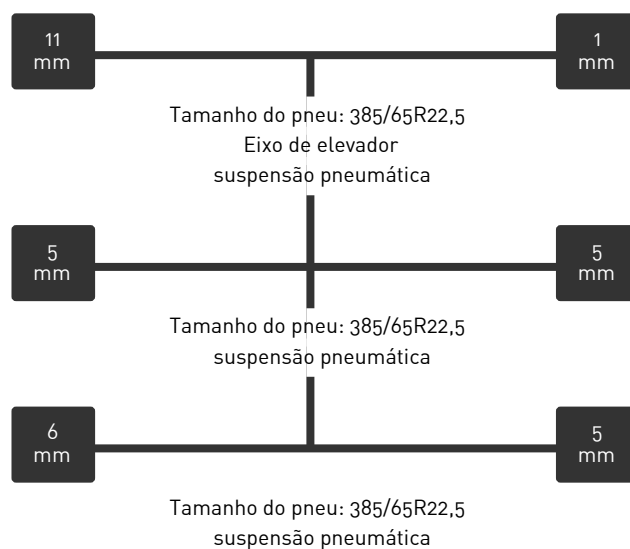 11
mm
1
mm
Tamanho do pneu: 385/65R22,5
Eixo de elevador
suspensão pneumática
5
mm
5
mm
Tamanho do pneu: 385/65R22,5
suspensão pneumática
6
mm
5
mm
Tamanho do pneu: 385/65R22,5
suspensão pneumática